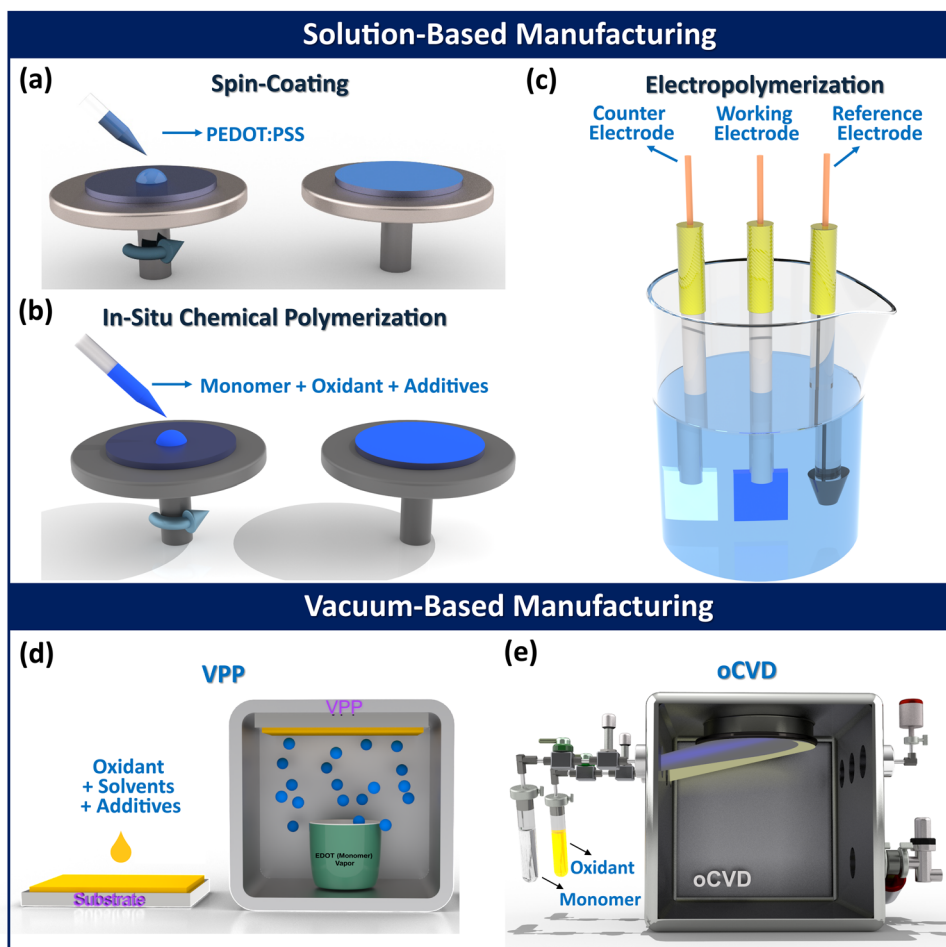 Solution-Based Manufacturing
(a)
Spin-Coating
PEDOT:PSS
(b)
In-Situ Chemical Polymerization
Monomer + Oxidant + Additives
(c)
Electropolymerization
Counter
Electrode
Working
Electrode
Reference
Electrode
Vacuum-Based Manufacturing
(d)
VPP
Oxidant
+ Solvents
+ Additives
Substrate
VPP
EDOT (Monomer)
Vapor
(e)
oCVD
Oxidant
Monomer
oCVD